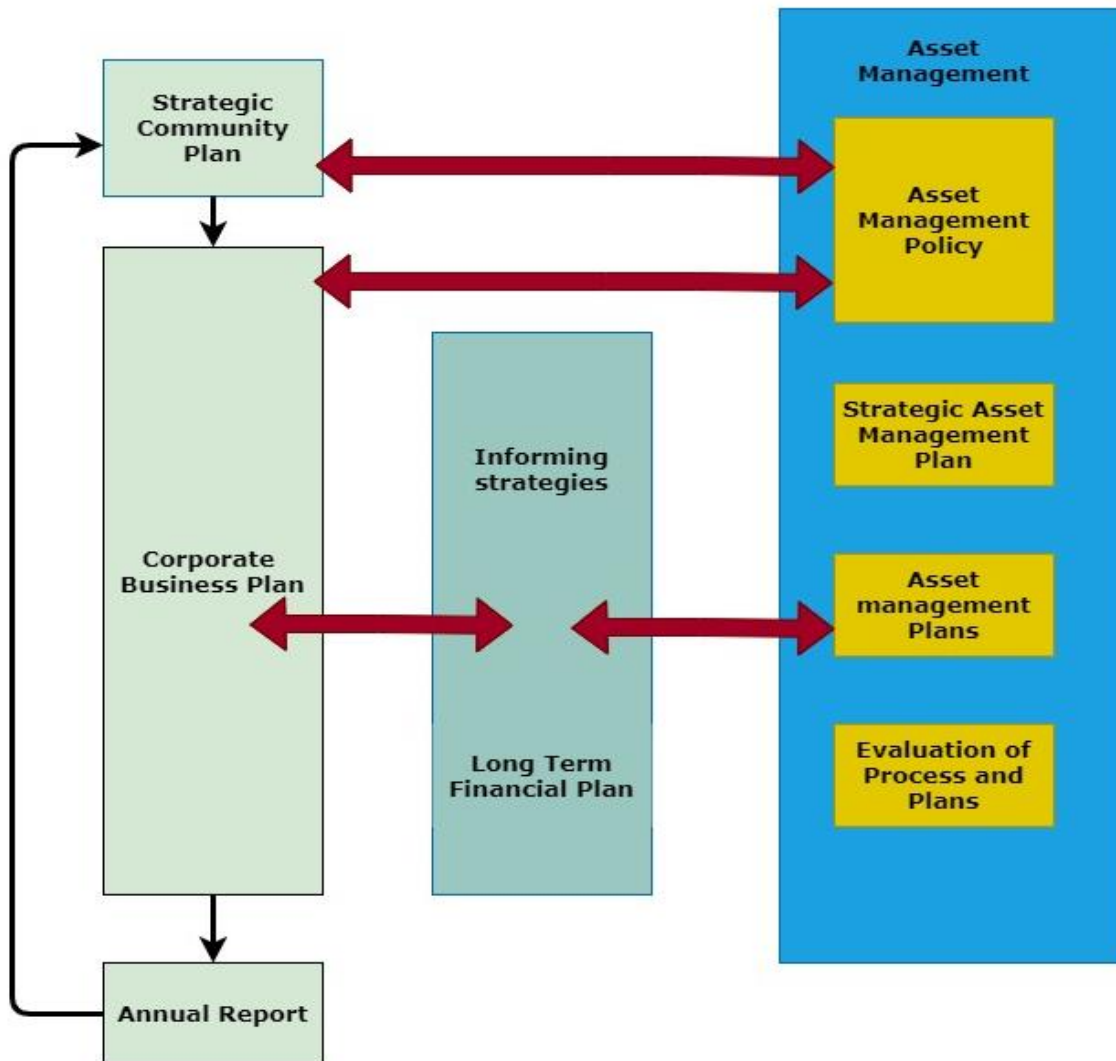 Strategic
Community
Plan
Corporate
Business Plan
Annual Report
Informing
strategies
Long Term
Financial Plan
Asset
Management
Asset
Management
Policy
Strategic Asset
Management
Plan
Asset
management
Plans
Evaluation of
Process and
Plans